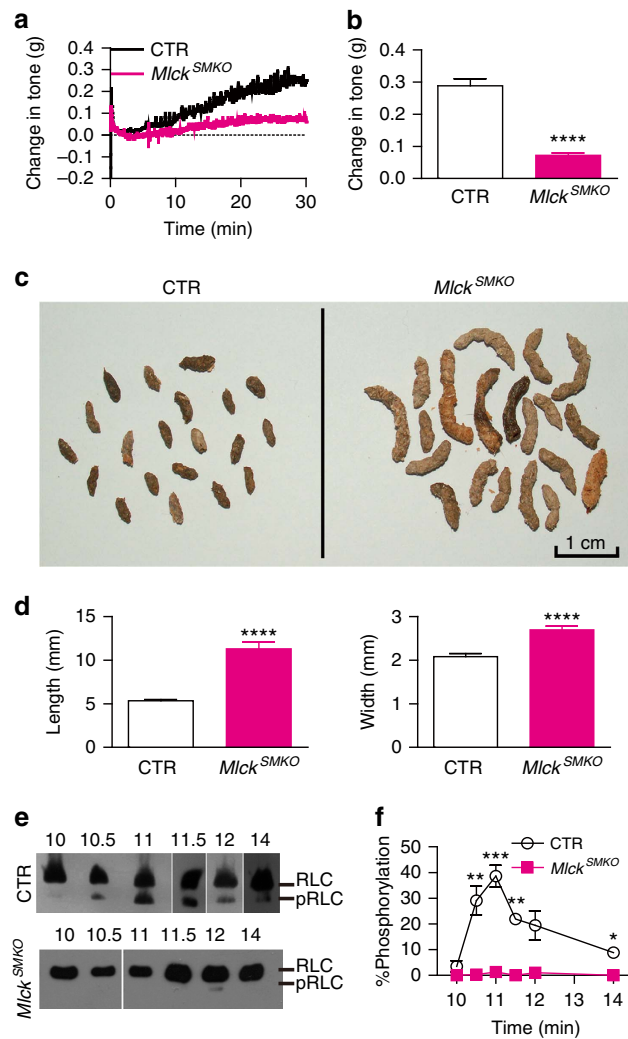 a
CTR
Mlck SMKO
Change in tone (g)
0.4
0.3
0.2
0.1
0.0
–0.1
–0.2
0
10
20
30
Time (min)
b
Change in tone (g)
0.4
0.3
0.2
0.1
0.0
****
CTR
Mlck SMKO
c
CTR
Mlck SMKO
1 cm
d
Length (mm)
15
10
5
0
****
CTR
Mlck SMKO
Width (mm)
3
2
1
0
****
CTR
Mlck SMKO
e
10 10.5 11 11.5 12 14
CTR
RLC
pRLC
10 10.5 11 11.5 12 14
Mlck SMKO
RLC
pRLC
f
CTR
Mlck SMKO
%Phosphorylation
50
40
30
20
10
0
**
***
**
*
10 11 12 13 14
Time (min)